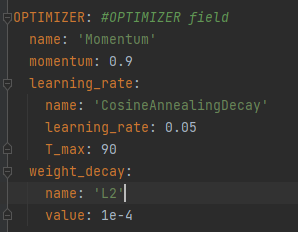 OPTIMIZER: #OPTIMIZER field
name: 'Momentum'
momentum: 0.9
learning_rate:
name: 'CosineAnnealingDecay'
learning_rate: 0.05
T_max: 90
weight_decay:
name: 'L2'
value: 1e-4